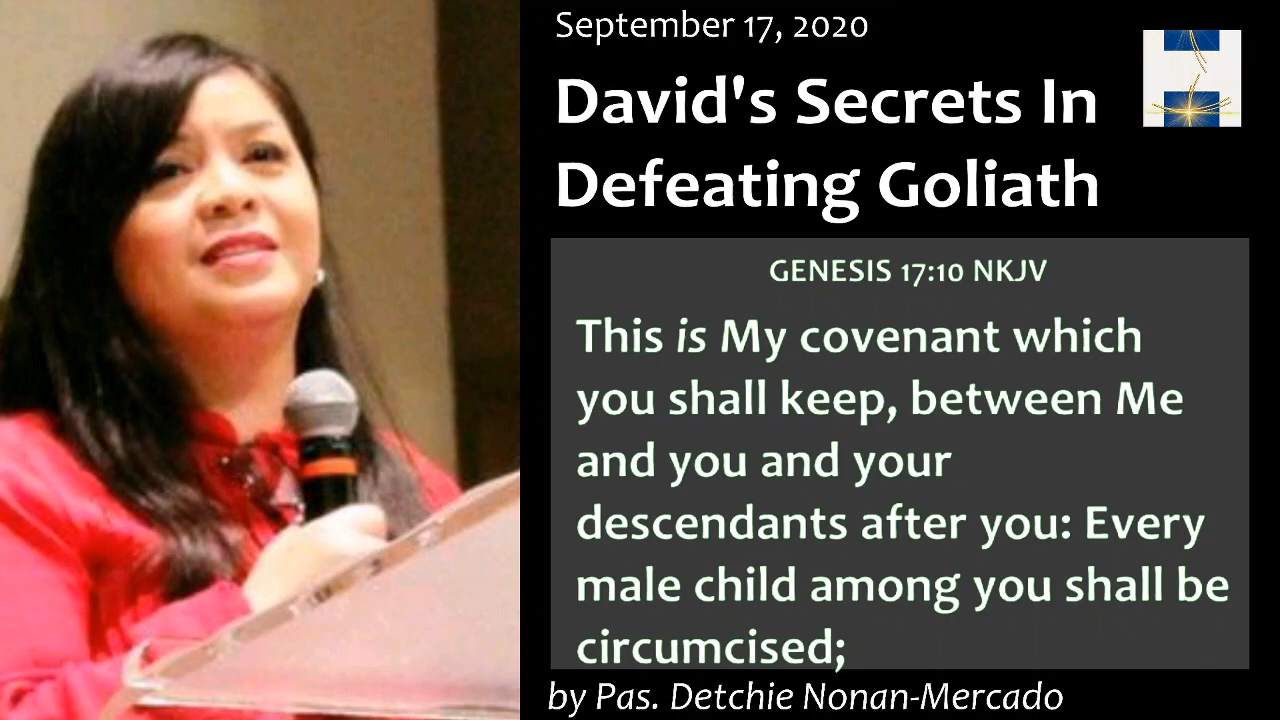 September 17, 2020
David's Secrets In
Defeating Goliath
GENESIS 17:10 NKJV
This is My covenant which
you shall keep, between Me
and you and your
descendants after you: Every
male child among you shall be
circumcised;
by Pas. Detchie Nonan-Mercado